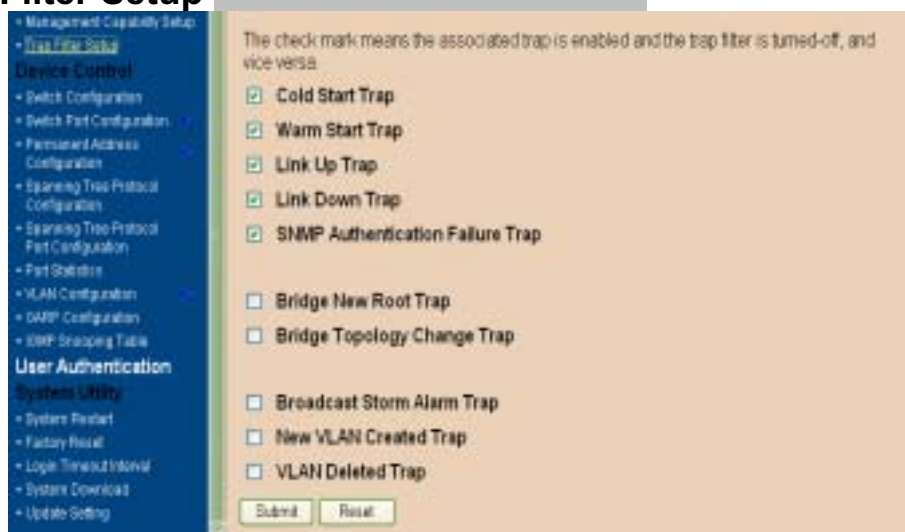 Filter Setup
• Management Capability Setup
• Trap Filter Setup
Device Control
• Switch Configuration
• Switch Port Configuration
• Permanent Address
Configuration
• Spanning Tree Protocol
Configuration
• Spanning Tree Protocol
Port Configuration
• Port Statistics
• VLAN Configuration
• GARP Configuration
• IGMP Snooping Table
User Authentication
System Utility
• System Restart
• Factory Reset
• Login Timeout Interval
• System Download
• Update Setting
The check mark means the associated trap is enabled and the trap filter is turned-off, and
vice versa.
Cold Start Trap
Warm Start Trap
Link Up Trap
Link Down Trap
SNMP Authentication Failure Trap
Bridge New Root Trap
Bridge Topology Change Trap
Broadcast Storm Alarm Trap
New VLAN Created Trap
VLAN Deleted Trap
Submit Reset